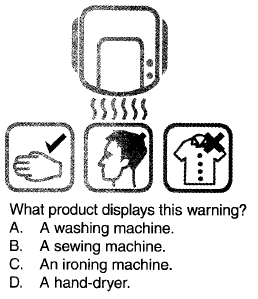 What product displays this warning?
A. A washing machine.
B. A sewing machine.
C. An ironing machine.
D. A hand-dryer.